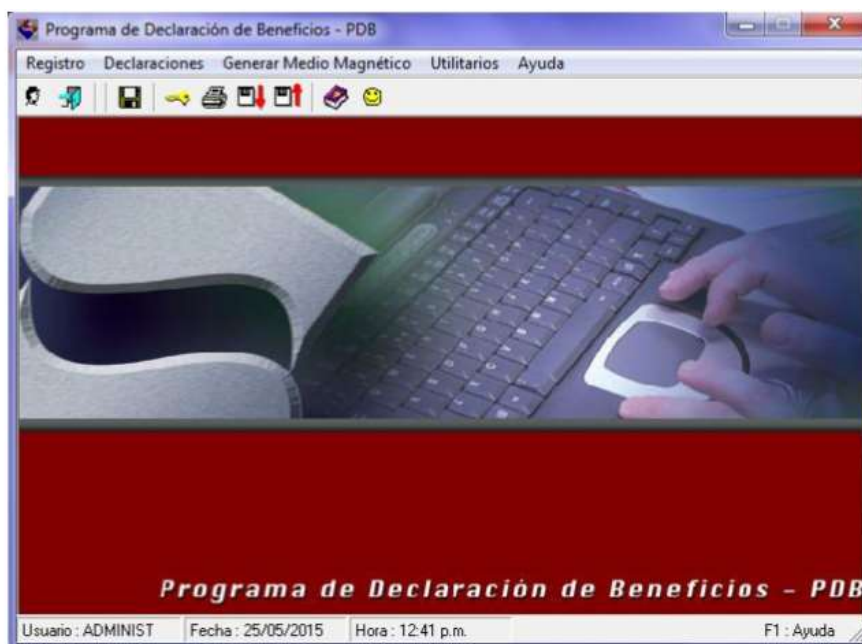 Programa de Declaración de Beneficios - PDB
Registro Declaraciones Generar Medio Magnético Utilitarios Ayuda
Programa de Declaración de Beneficios - PDB
Usuario : ADMINIST Fecha : 25/05/2015 Hora : 12:41 p.m. F1 : Ayuda